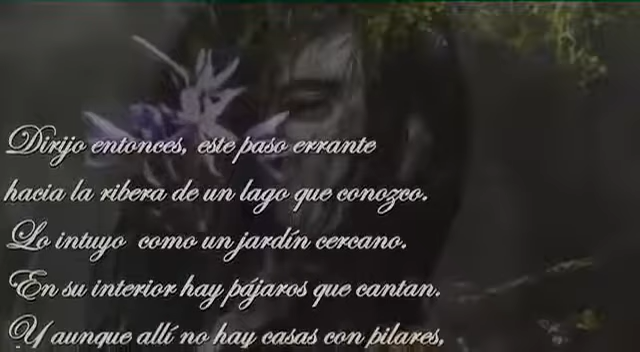 Dirijo entonces, este paso errante
hacia la ribera de un lago que conozco.
Lo intuyo como un jardín cercano.
En su interior hay pájaros que cantan.
Y aunque allí no hay casas con pilares,